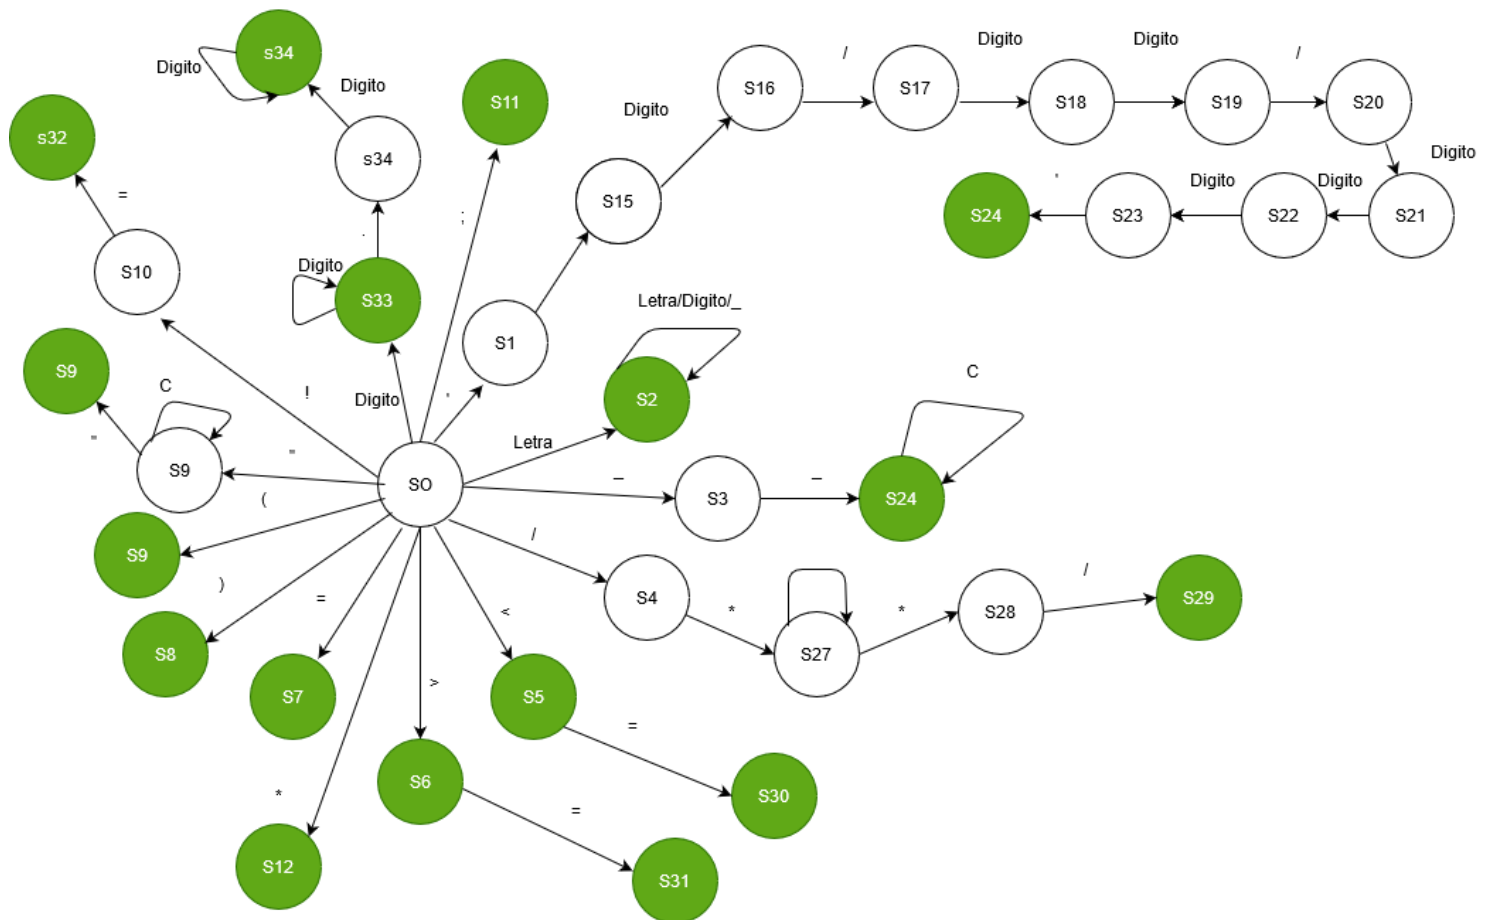 s34
Digito
Digito
s32
S11
S16
/
S17
Digito
S18
Digito
S19
/
S20
Digito
s34
=
.
;
S15
Digito
S24
'
S23
Digito
S22
Digito
S21
S10
Digito
S33
S1
Letra/Digito/_
S9
C
!
Digito
'
S2
C
"
S9
"
Letra
SO
_
S3
_
S24
(
S9
/
)
=
<
S4
*
S27
*
S28
/
S29
S8
S7
>
S5
=
*
S6
=
S30
S12
S31